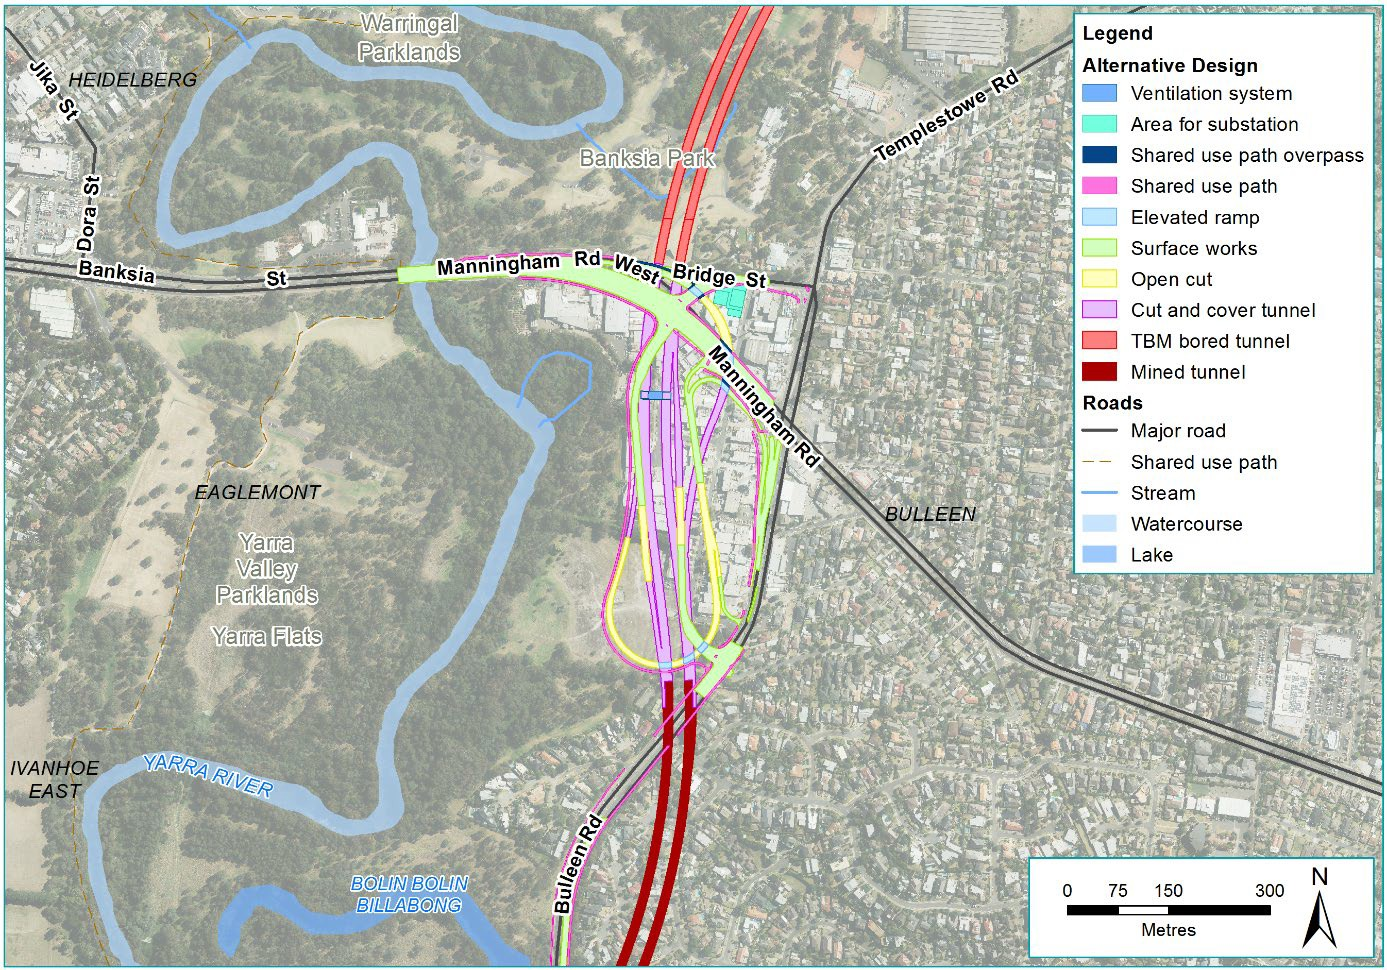 Warringal
Parklands
HEIDELBERG
Jika St
Dora St
Banksia
St
Banksia Park
Templestowe Rd
Manningham Rd West
Bridge St
Manningham Rd
EAGLEMONT
BULLEEN
Yarra
Valley
Parklands
Yarra Flats
IVANHOE
EAST
YARRA RIVER
BOLIN BOLIN
BILLABONG
Bulleen Rd
Legend
Alternative Design
Ventilation system
Area for substation
Shared use path overpass
Shared use path
Elevated ramp
Surface works
Open cut
Cut and cover tunnel
TBM bored tunnel
Mined tunnel
Roads
Major road
Shared use path
Stream
Watercourse
Lake
0 75 150 300
Metres
N